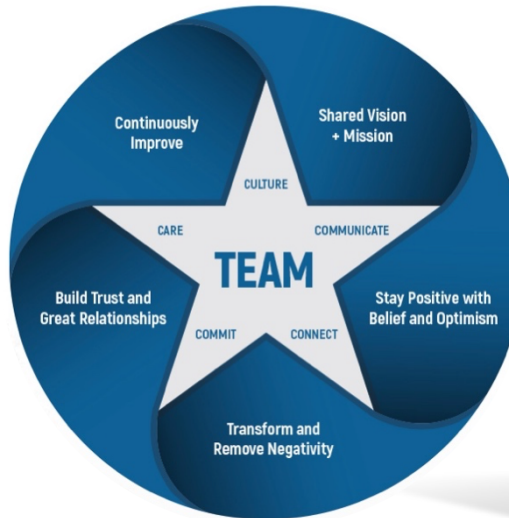 Continuously
Improve
Shared Vision
+ Mission
CULTURE
CARE
COMMUNICATE
TEAM
Build Trust and
Great Relationships
Stay Positive with
Belief and Optimism
COMMIT
CONNECT
Transform and
Remove Negativity